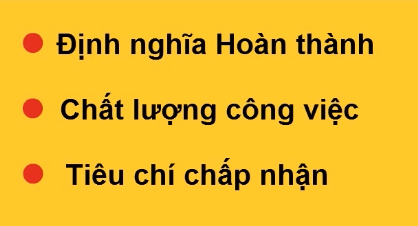 Định nghĩa Hoàn thành
Chất lượng công việc
Tiêu chí chấp nhận